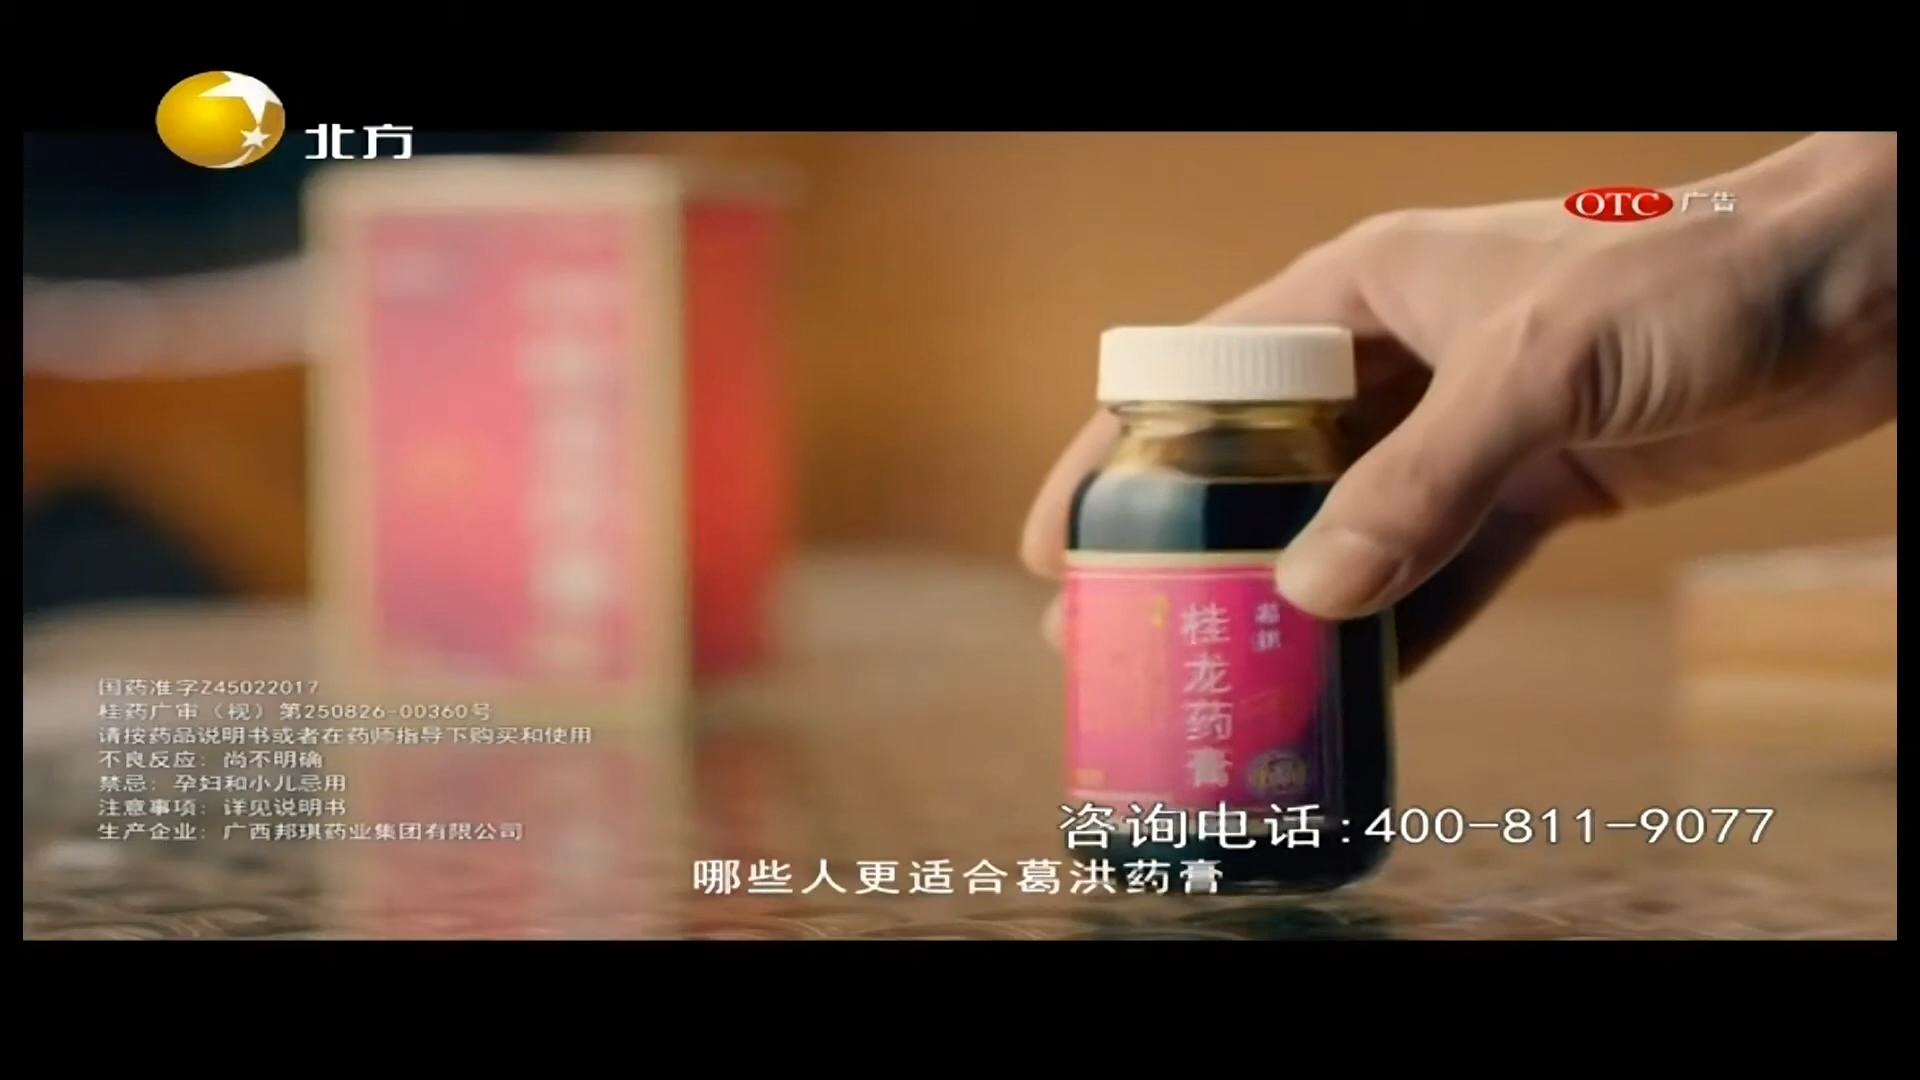 北方
OTC 广告
葛洪
桂龙药膏
国药准字Z45022017
桂药广审（视）第250826-00360号
请按药品说明书或者在药师指导下购买和使用
不良反应：尚不明确
禁忌：孕妇和小儿忌用
注意事项：详见说明书
生产企业：广西邦琪药业集团有限公司
咨询电话:400-811-9077
哪些人更适合葛洪药膏